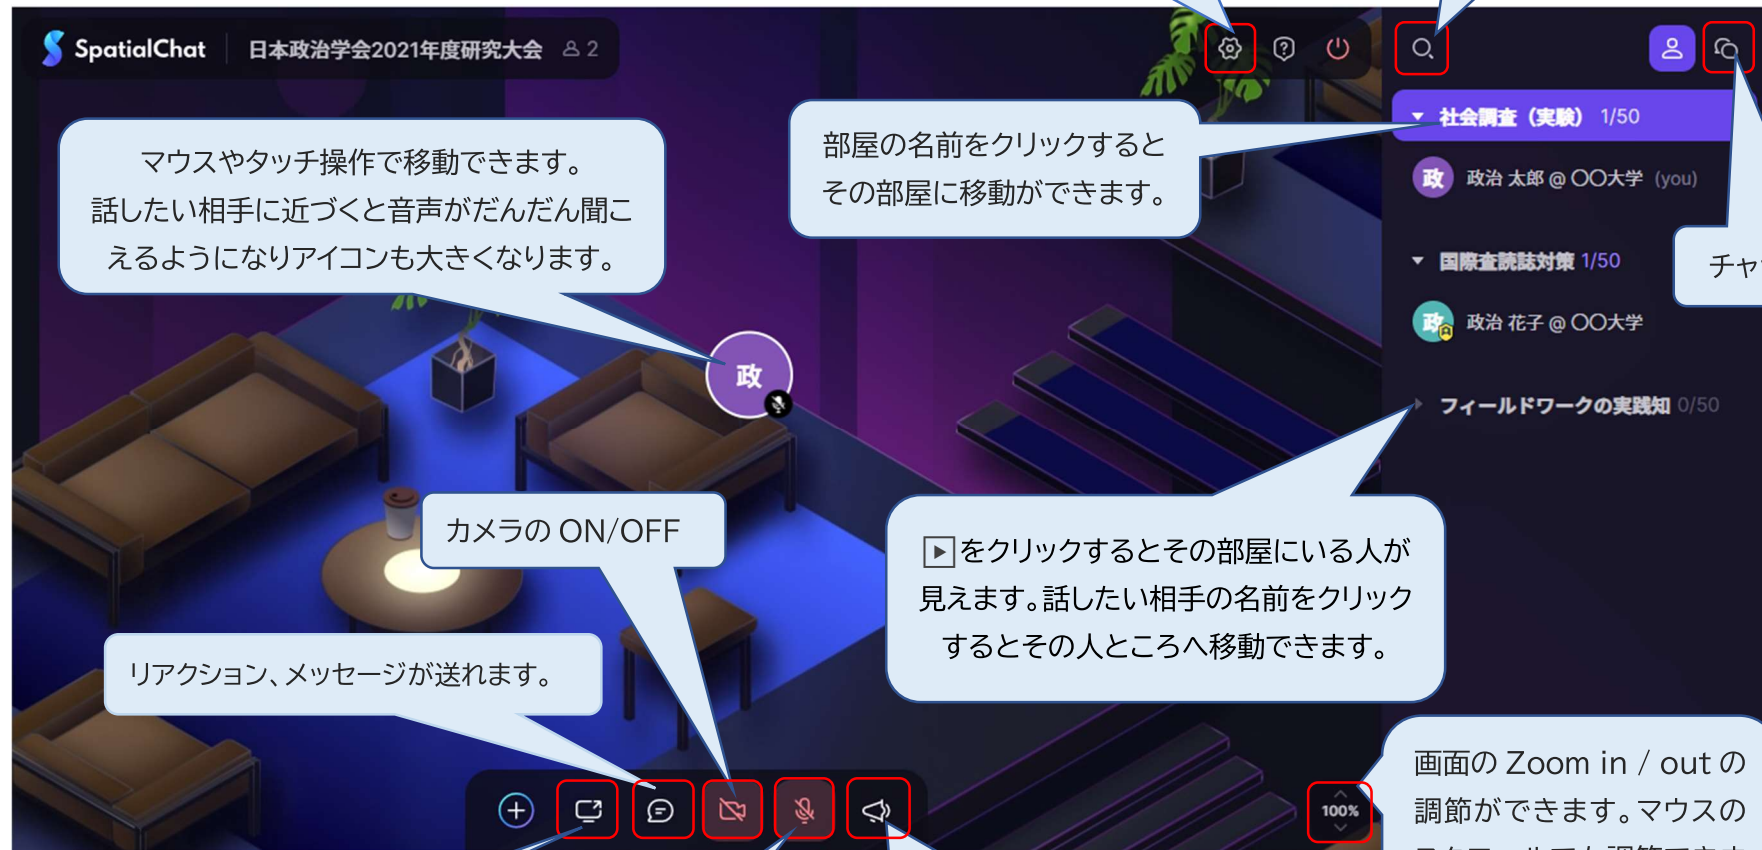 SpatialChat 日本政治学会2021年度研究大会 2
社会調査（実験） 1/50
政 政治 太郎 @ 〇〇大学 (you)
国際査読誌対策 1/50
政 政治 花子 @ 〇〇大学
フィールドワークの実践知 0/50
マウスやタッチ操作で移動できます。
話したい相手に近づくと音声がだんだん聞こ
えるようになりアイコンも大きくなります。
部屋の名前をクリックすると
その部屋に移動ができます。
チャ
政
カメラの ON/OFF
▶をクリックするとその部屋にいる人が
見えます。話したい相手の名前をクリック
するとその人ところへ移動できます。
リアクション、メッセージが送れます。
画面の Zoom in / out の
調節ができます。マウスの
100%